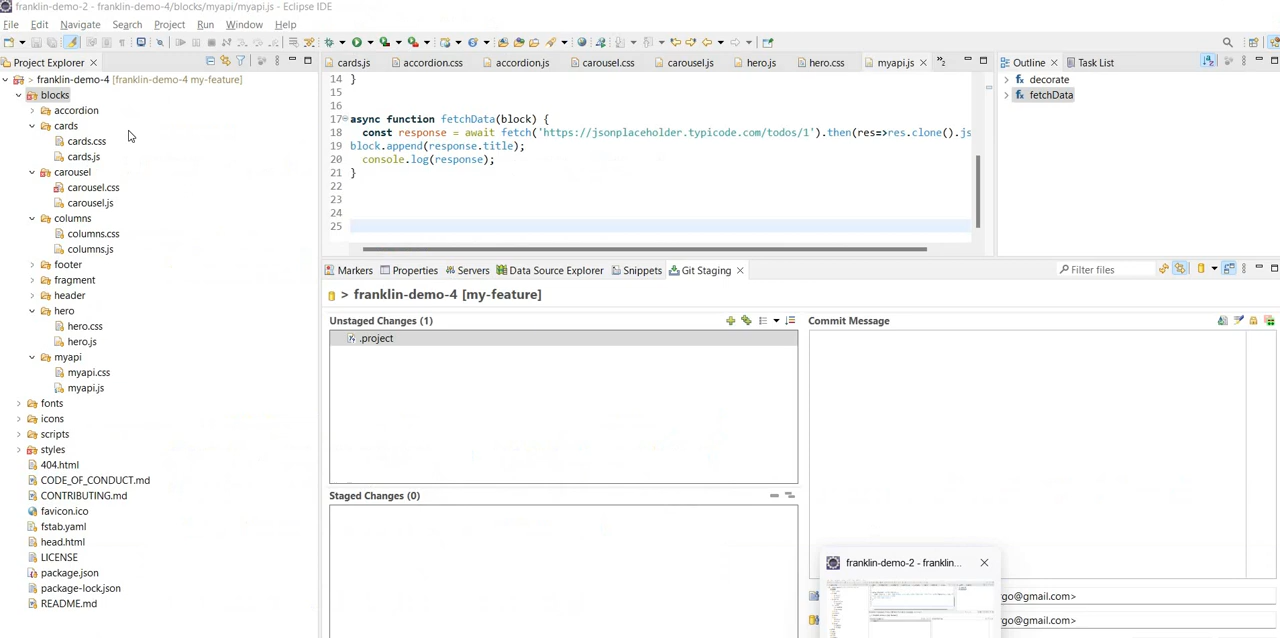 franklin-demo-2 - franklin-demo-4/blocks/myapi/myapi.js - Eclipse IDE
File Edit Navigate Search Project Run Window Help
Project Explorer
> franklin-demo-4 [franklin-demo-4 my-feature]
blocks
accordion
cards
cards.css
cards.js
carousel
carousel.css
carousel.js
columns
columns.css
columns.js
footer
fragment
header
hero
hero.css
hero.js
myapi
myapi.css
myapi.js
fonts
icons
scripts
styles
404.html
CODE_OF_CONDUCT.md
CONTRIBUTING.md
favicon.ico
fstab.yaml
head.html
LICENSE
package.json
package-lock.json
README.md
cards.js accordion.css accordion.js carousel.css carousel.js hero.js hero.css myapi.js »2
14 }
15
16
17 async function fetchData(block) {
18 const response = await fetch('https://jsonplaceholder.typicode.com/todos/1').then(res=>res.clone().js
19 block.append(response.title);
20 console.log(response);
21 }
22
23
24
25
Outline Task List
decorate
fetchData
Markers Properties Servers Data Source Explorer Snippets Git Staging
Filter files
> franklin-demo-4 [my-feature]
Unstaged Changes (1)
.project
Staged Changes (0)
Commit Message
franklin-demo-2 - franklin...
go@gmail.com>
go@gmail.com>